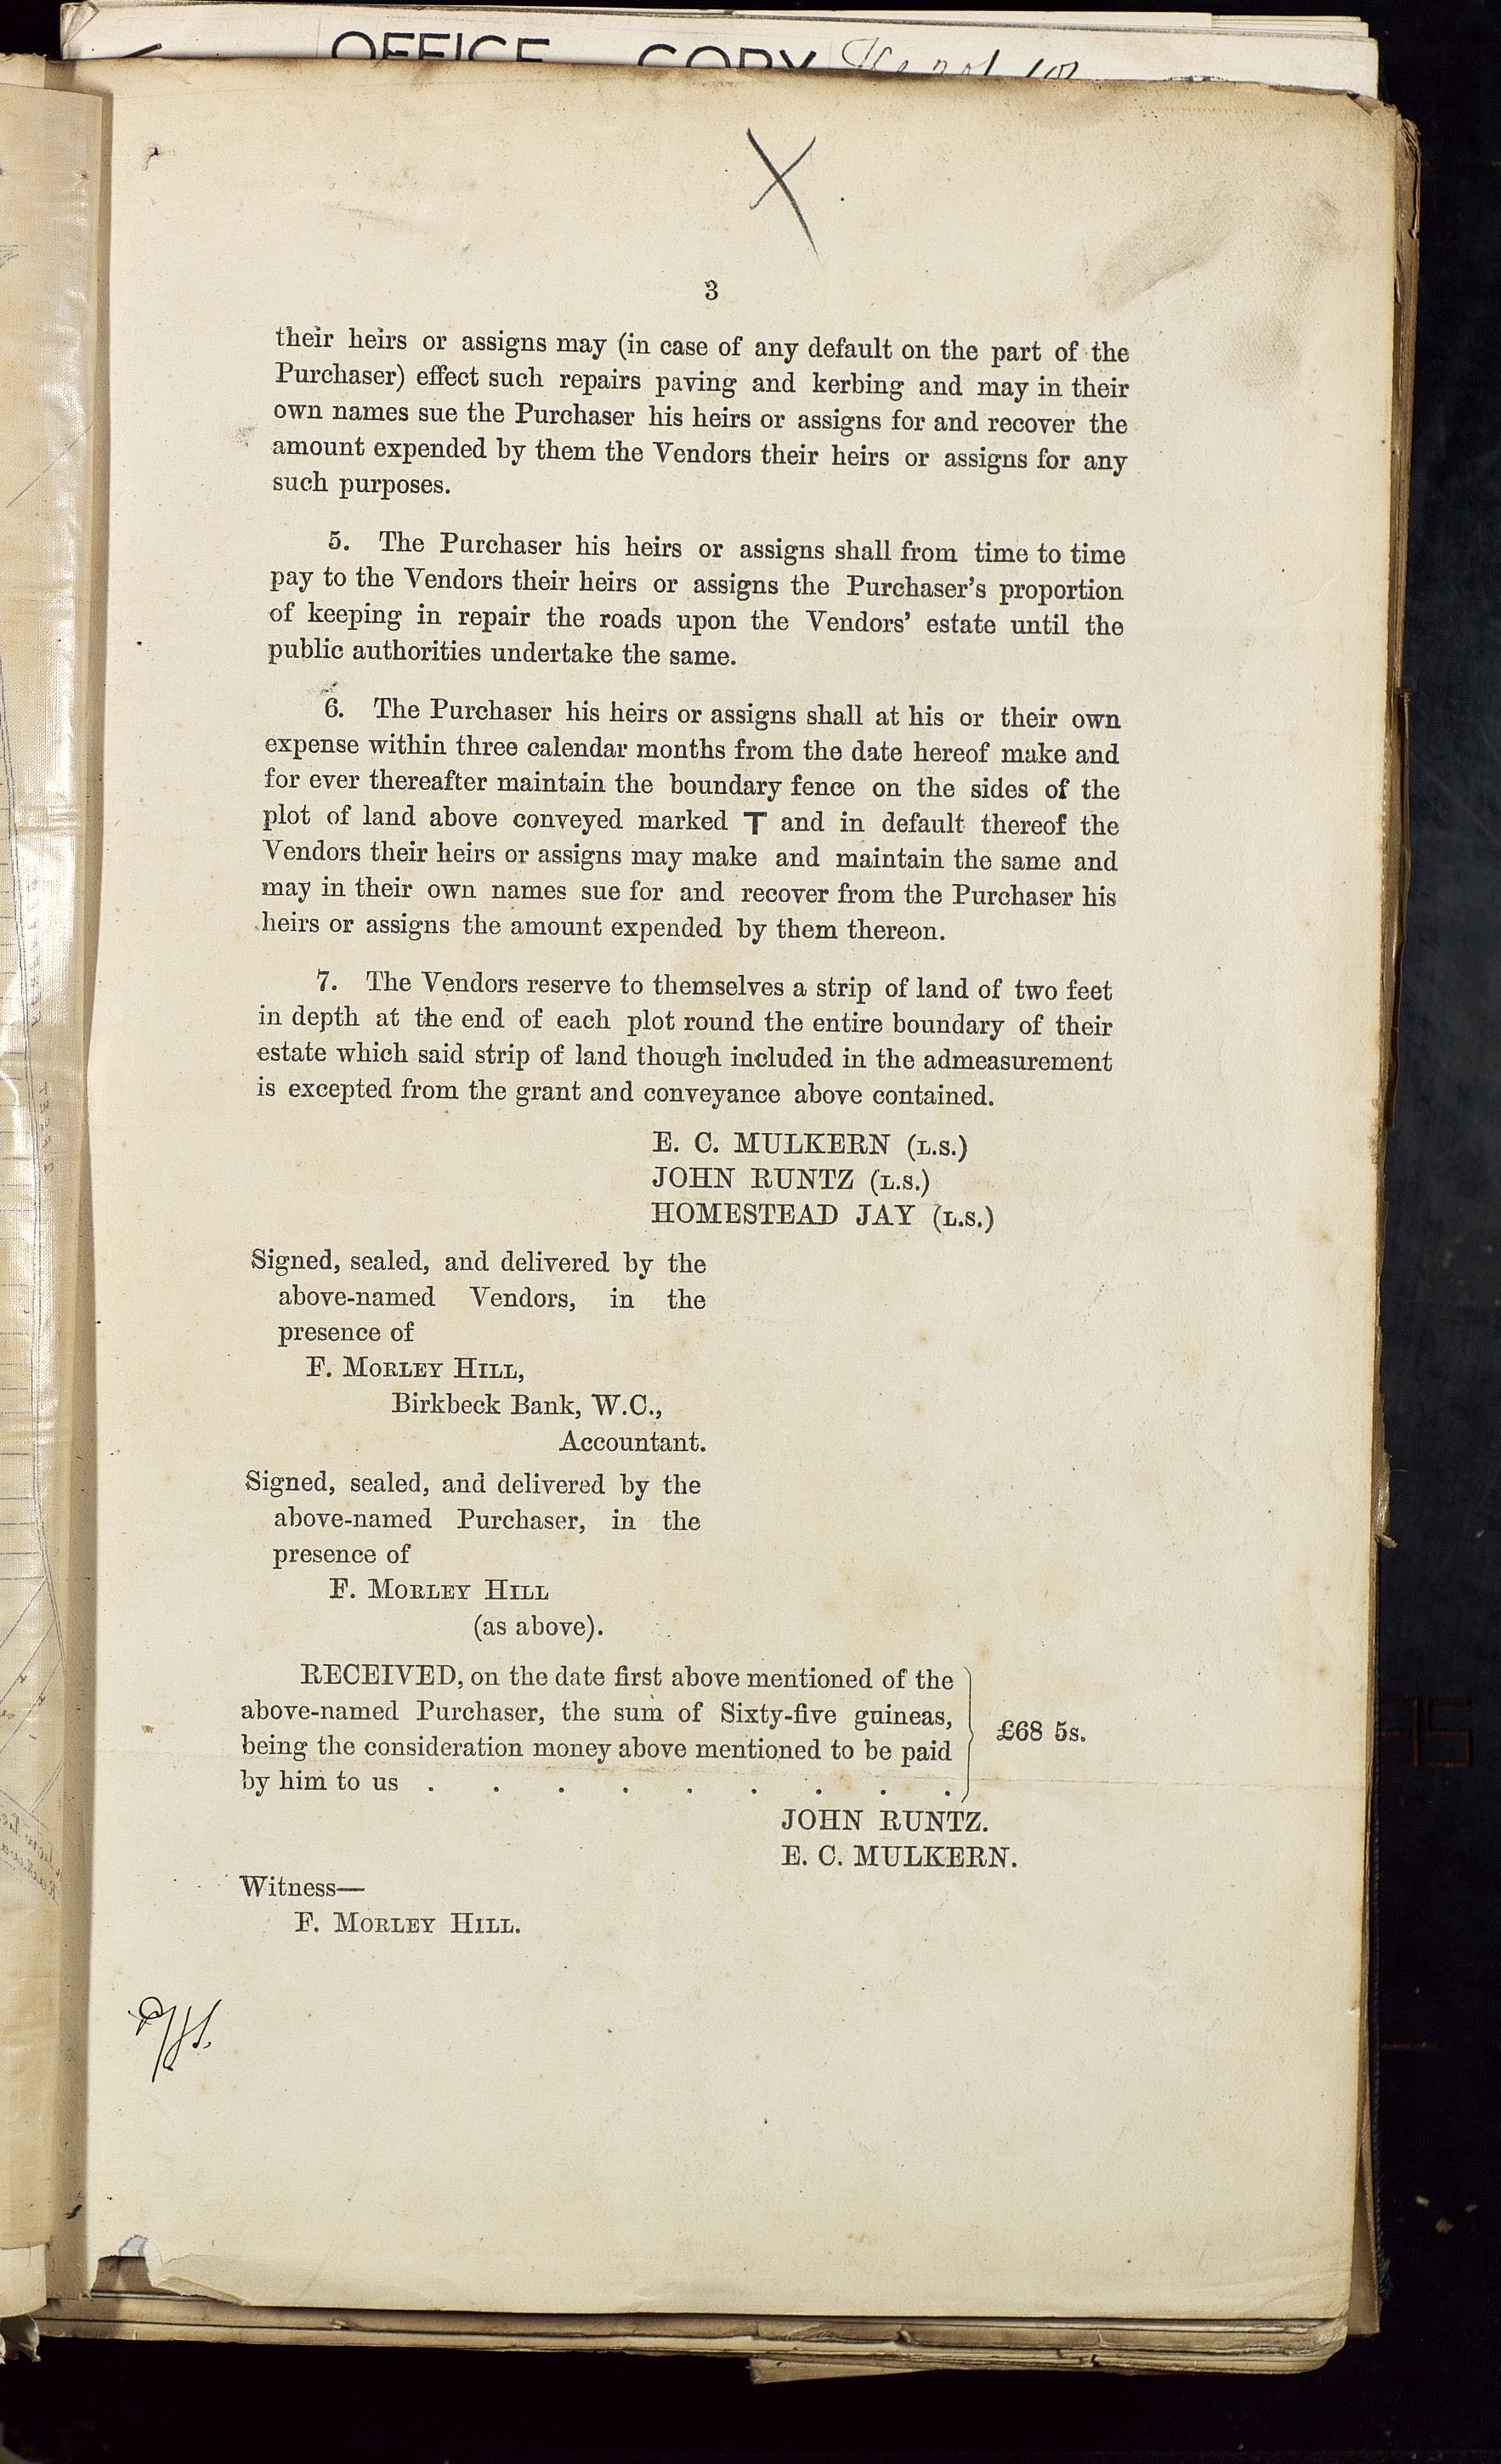 OFFICE COPY
3
their heirs or assigns may (in case of any default on the part of the
Purchaser) effect such repairs paving and kerbing and may in their
own names sue the Purchaser his heirs or assigns for and recover the
amount expended by them the Vendors their heirs or assigns for any
such purposes.
5. The Purchaser his heirs or assigns shall from time to time
pay to the Vendors their heirs or assigns the Purchaser's proportion
of keeping in repair the roads upon the Vendors' estate until the
public authorities undertake the same.
6. The Purchaser his heirs or assigns shall at his or their own
expense within three calendar months from the date hereof make and
for ever thereafter maintain the boundary fence on the sides of the
plot of land above conveyed marked T and in default thereof the
Vendors their heirs or assigns may make and maintain the same and
may in their own names sue for and recover from the Purchaser his
heirs or assigns the amount expended by them thereon.
7. The Vendors reserve to themselves a strip of land of two feet
in depth at the end of each plot round the entire boundary of their
estate which said strip of land though included in the admeasurement
is excepted from the grant and conveyance above contained.
E. C. MULKERN (L.S.)
JOHN RUNTZ (L.S.)
HOMESTEAD JAY (L.S.)
Signed, sealed, and delivered by the
above-named Vendors, in the
presence of
F. MORLEY HILL,
Birkbeck Bank, W.C.,
Accountant.
Signed, sealed, and delivered by the
above-named Purchaser, in the
presence of
F. MORLEY HILL
(as above).
RECEIVED, on the date first above mentioned of the
above-named Purchaser, the sum of Sixty-five guineas,
being the consideration money above mentioned to be paid
by him to us . . . . . . . . .
£68 5s.
JOHN RUNTZ.
E. C. MULKERN.
Witness—
F. MORLEY HILL.